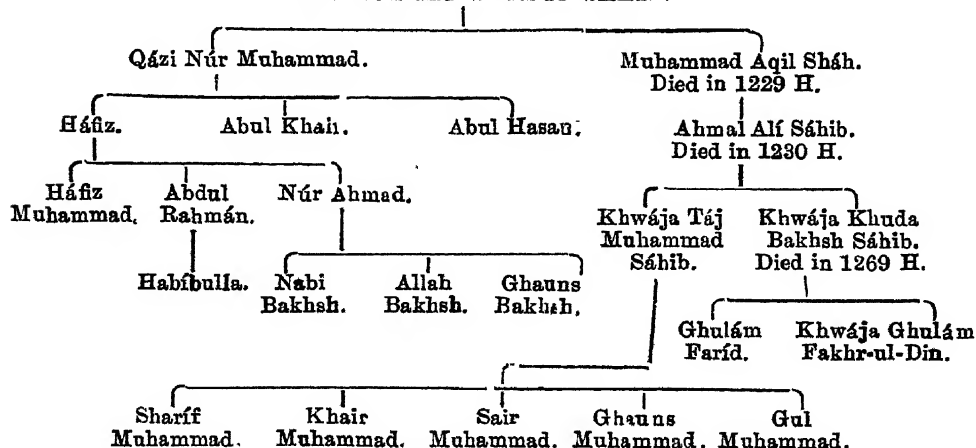 Qázi Núr Muhammad.
Muhammad Aqil Sháh.
Died in 1229 H.
Háfiz.
Abul Khaii.
Abul Hasan.
Ahmal Alí Sáhib.
Died in 1230 H.
Háfiz
Muhammad.
Abdul
Rahmán.
Núr Ahmad.
Khwája Táj
Muhammad
Sáhib.
Khwája Khuda
Bakhsh Sáhib.
Died in 1269 H.
Habíbulla.
Nabi
Bakhsh.
Allah
Bakhsh.
Ghauns
Bakhsh.
Ghulám
Faríd.
Khwája Ghulám
Fakhr-ul-Din.
Sharíf
Muhammad.
Khair
Muhammad.
Sair
Muhammad.
Ghauns
Muhammad.
Gul
Muhammad.